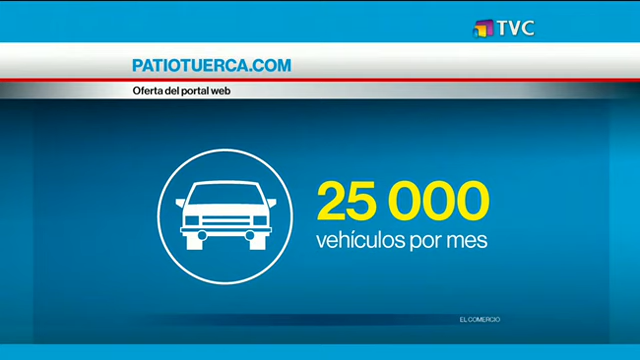 TVC
PATIOTUERCA.COM
Oferta del portal web
25 000
vehículos por mes
EL COMERCIO